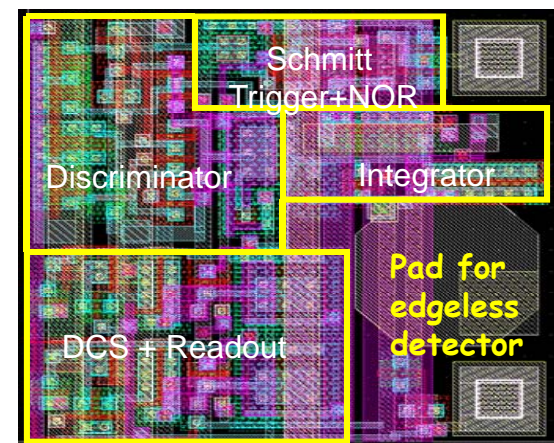 Schmitt
Trigger+NOR
Discriminator
Integrator
Pad for
edgeless
detector
DCS + Readout